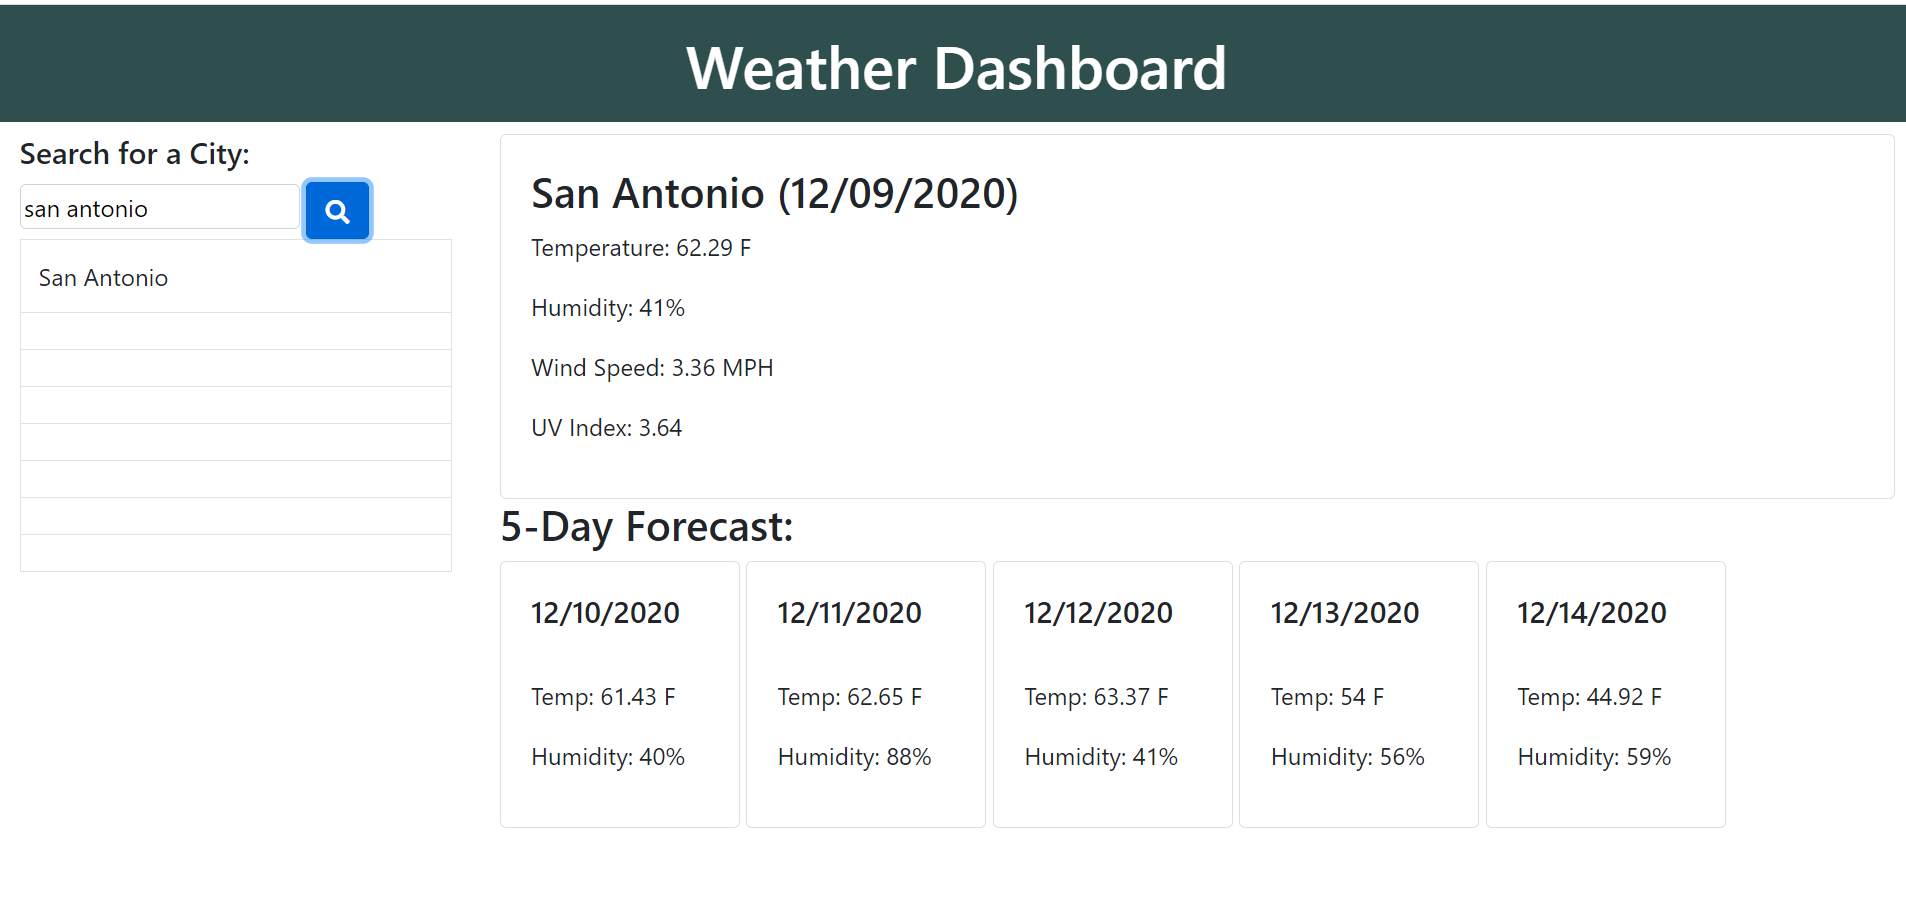 Weather Dashboard
Search for a City:
san antonio
San Antonio
San Antonio (12/09/2020)
Temperature: 62.29 F
Humidity: 41%
Wind Speed: 3.36 MPH
UV Index: 3.64
5-Day Forecast:
12/10/2020
Temp: 61.43 F
Humidity: 40%
12/11/2020
Temp: 62.65 F
Humidity: 88%
12/12/2020
Temp: 63.37 F
Humidity: 41%
12/13/2020
Temp: 54 F
Humidity: 56%
12/14/2020
Temp: 44.92 F
Humidity: 59%